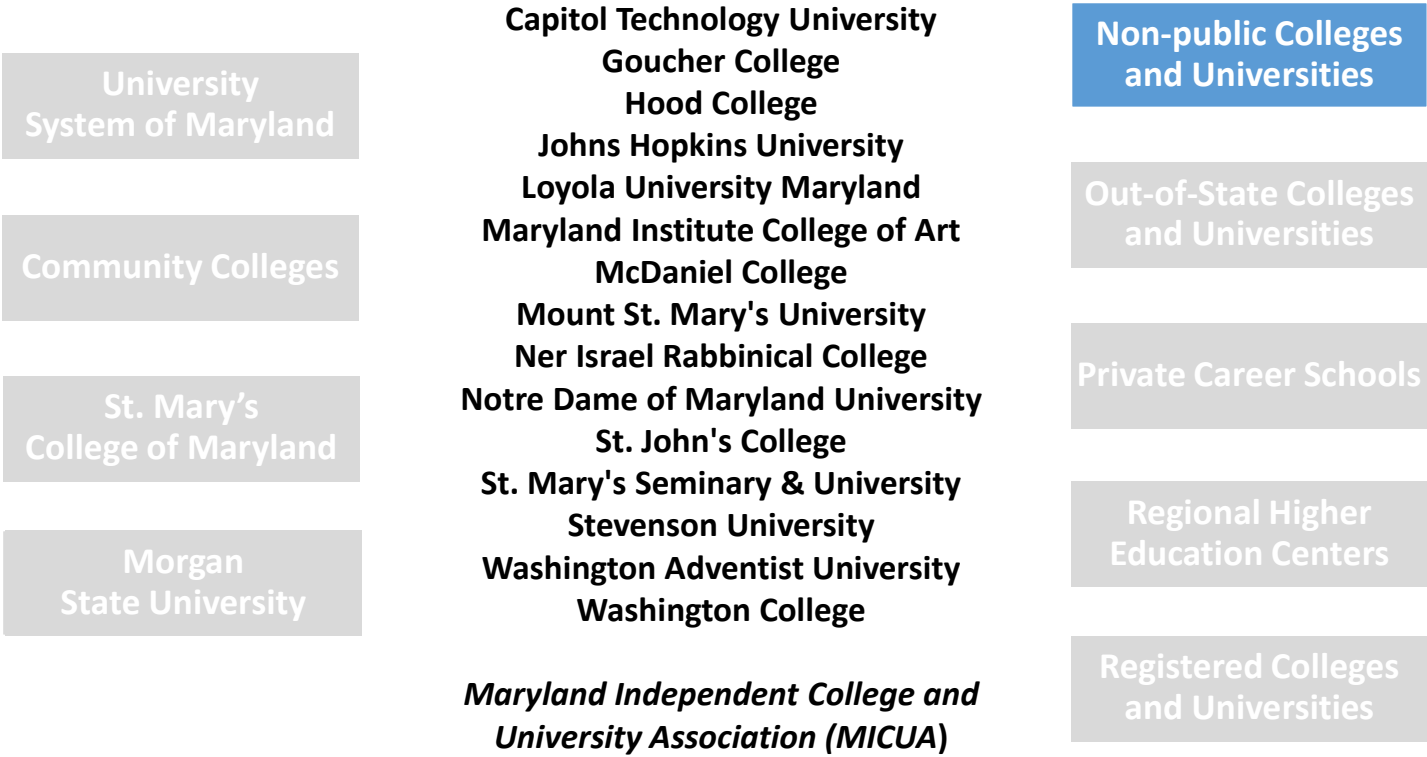 University
System of Maryland
Community Colleges
St. Mary’s
College of Maryland
Morgan
State University
Capitol Technology University
Goucher College
Hood College
Johns Hopkins University
Loyola University Maryland
Maryland Institute College of Art
McDaniel College
Mount St. Mary's University
Ner Israel Rabbinical College
Notre Dame of Maryland University
St. John's College
St. Mary's Seminary & University
Stevenson University
Washington Adventist University
Washington College
Maryland Independent College and
University Association (MICUA)
Non-public Colleges
and Universities
Out-of-State Colleges
and Universities
Private Career Schools
Regional Higher
Education Centers
Registered Colleges
and Universities